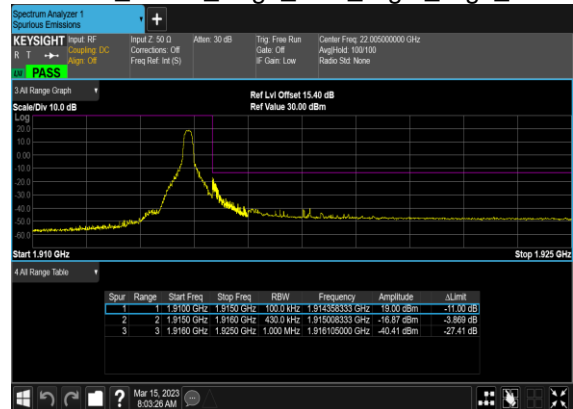 Spectrum Analyzer 1
Spurious Emissions
KEYSIGHT Input: RF Input Z: 50 Ω Atten: 30 dB Trig: Free Run Center Freq: 22.005000000 GHz
R T Coupling: DC Corrections: Off Gate: Off Avg|Hold: 100/100
Align: Off Freq Ref: Int (S) IF Gain: Low Radio Std: None
PASS
3 All Range Graph
Ref Lvl Offset 15.40 dB
Scale/Div 10.0 dB Ref Value 30.00 dBm
Log
20.0
10.0
0.00
-10.0
-20.0
-30.0
-40.0
-50.0
-60.0
Start 1.910 GHz Stop 1.925 GHz
4 All Range Table
Spur Range Start Freq Stop Freq RBW Frequency Amplitude ΔLimit
1 1 1.9100 GHz 1.9150 GHz 100.0 kHz 1.914358333 GHz 19.00 dBm -11.00 dB
2 2 1.9150 GHz 1.9160 GHz 430.0 kHz 1.915008333 GHz -16.87 dBm -3.869 dB
3 3 1.9160 GHz 1.9250 GHz 1.000 MHz 1.916105000 GHz -40.41 dBm -27.41 dB
? Mar 15, 2023
8:03:26 AM